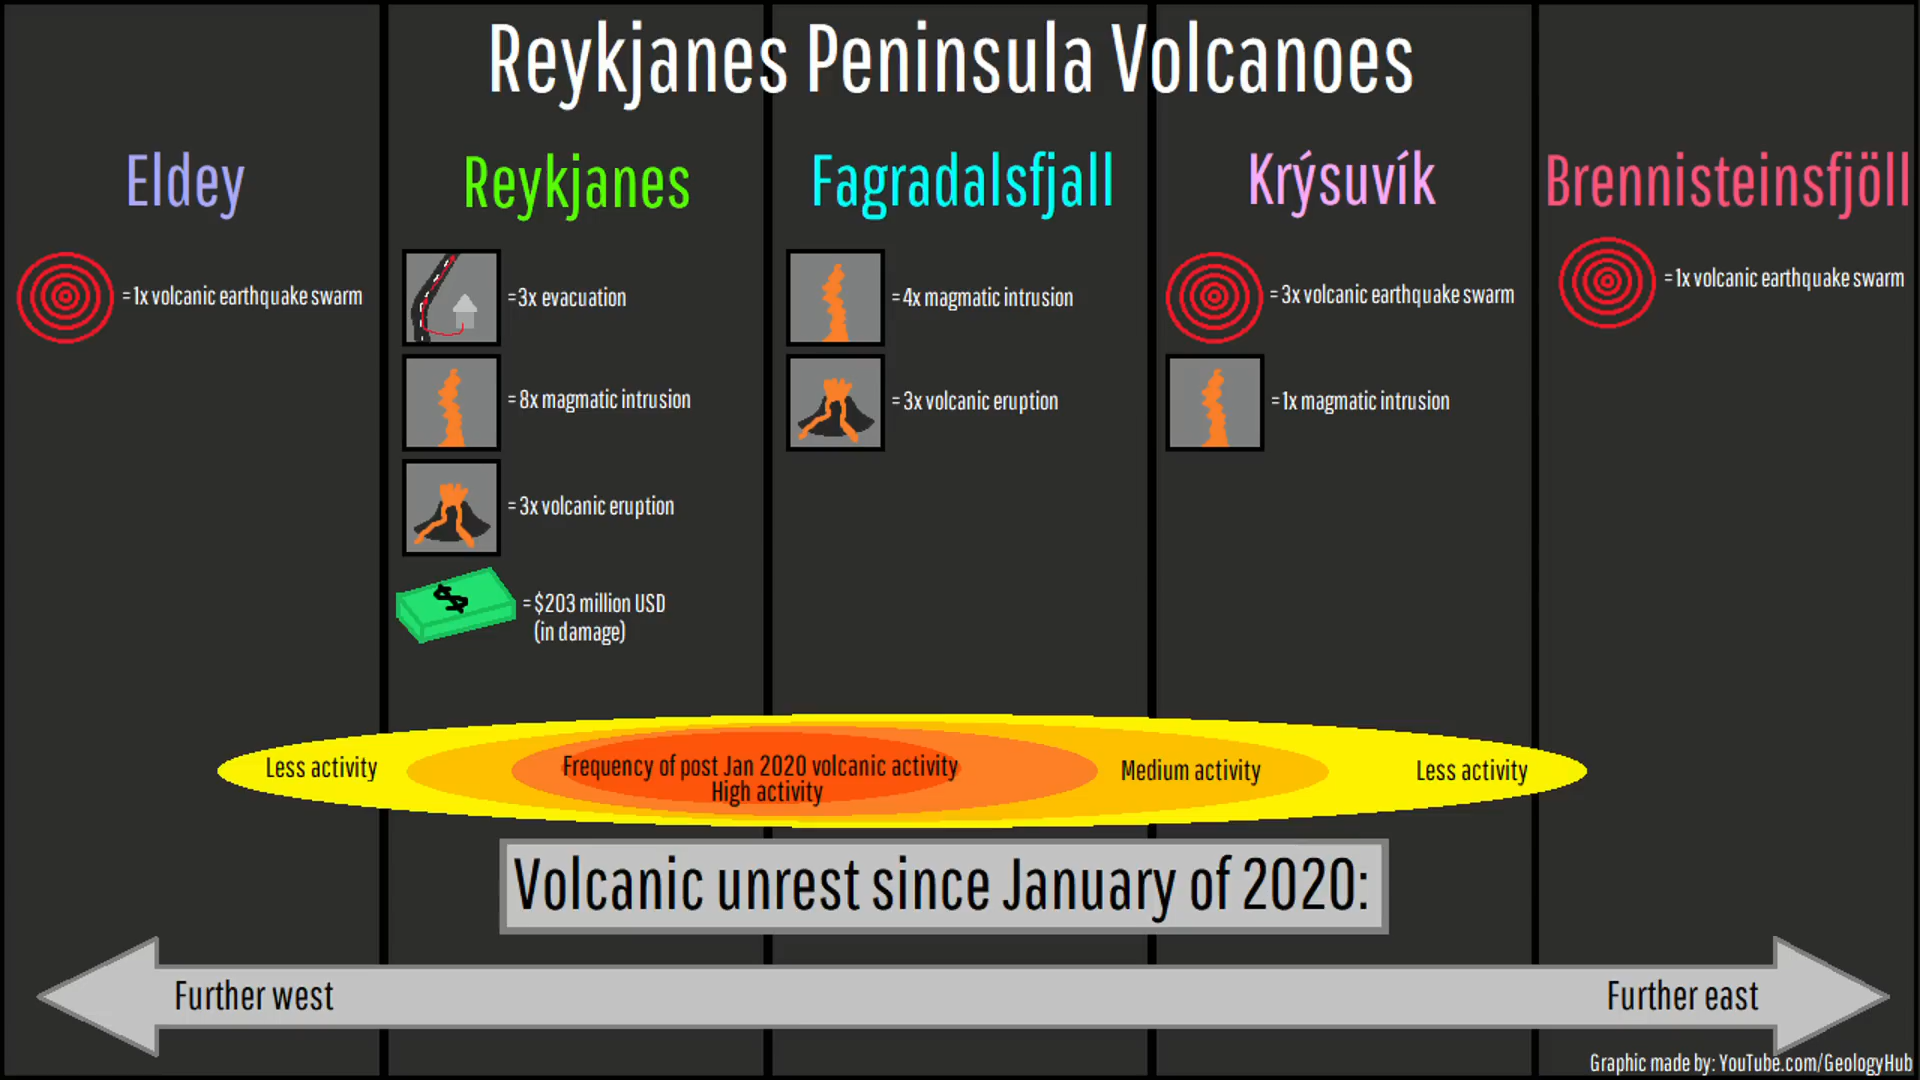 Reykjanes Peninsula Volcanoes
Eldey
= 1x volcanic earthquake swarm
Reykjanes
=3x evacuation
= 8x magmatic intrusion
= 3x volcanic eruption
$
= $203 million USD
(in damage)
Fagradalsfjall
= 4x magmatic intrusion
= 3x volcanic eruption
Krýsuvík
= 3x volcanic earthquake swarm
= 1x magmatic intrusion
Brennisteinsfjöll
= 1x volcanic earthquake swarm
Less activity
Frequency of post Jan 2020 volcanic activity
High activity
Medium activity
Less activity
Volcanic unrest since January of 2020:
Further west
Further east
Graphic made by: YouTube.com/GeologyHub